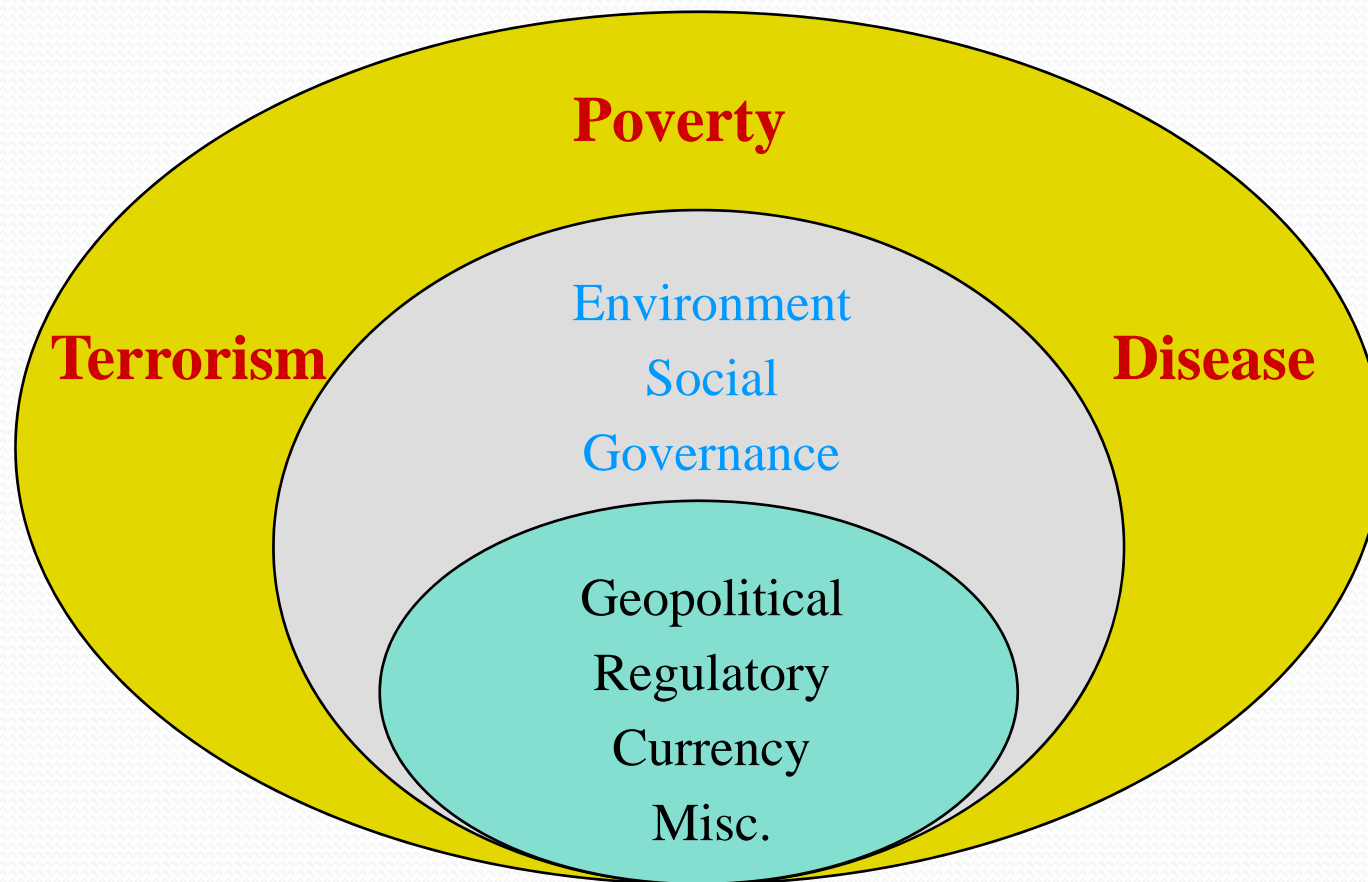 Poverty
Terrorism
Disease
Environment
Social
Governance
Geopolitical
Regulatory
Currency
Misc.